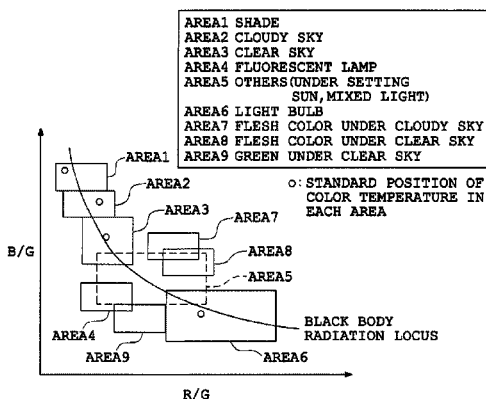 AREA1 SHADE
AREA2 CLOUDY SKY
AREA3 CLEAR SKY
AREA4 FLUORESCENT LAMP
AREA5 OTHERS(UNDER SETTING
SUN,MIXED LIGHT)
AREA6 LIGHT BULB
AREA7 FLESH COLOR UNDER CLOUDY SKY
AREA8 FLESH COLOR UNDER CLEAR SKY
AREA9 GREEN UNDER CLEAR SKY
o:STANDARD POSITION OF
COLOR TEMPERATURE IN
EACH AREA
AREA1
AREA2
AREA3
AREA7
B/G
AREA8
AREA5
BLACK BODY
RADIATION LOCUS
AREA4
AREA9
AREA6
R/G